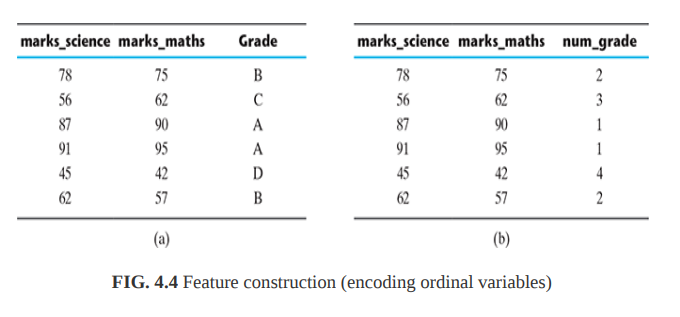 marks_science marks_maths Grade
78 75 B
56 62 C
87 90 A
91 95 A
45 42 D
62 57 B
(a)
marks_science marks_maths num_grade
78 75 2
56 62 3
87 90 1
91 95 1
45 42 4
62 57 2
(b)
FIG. 4.4 Feature construction (encoding ordinal variables)